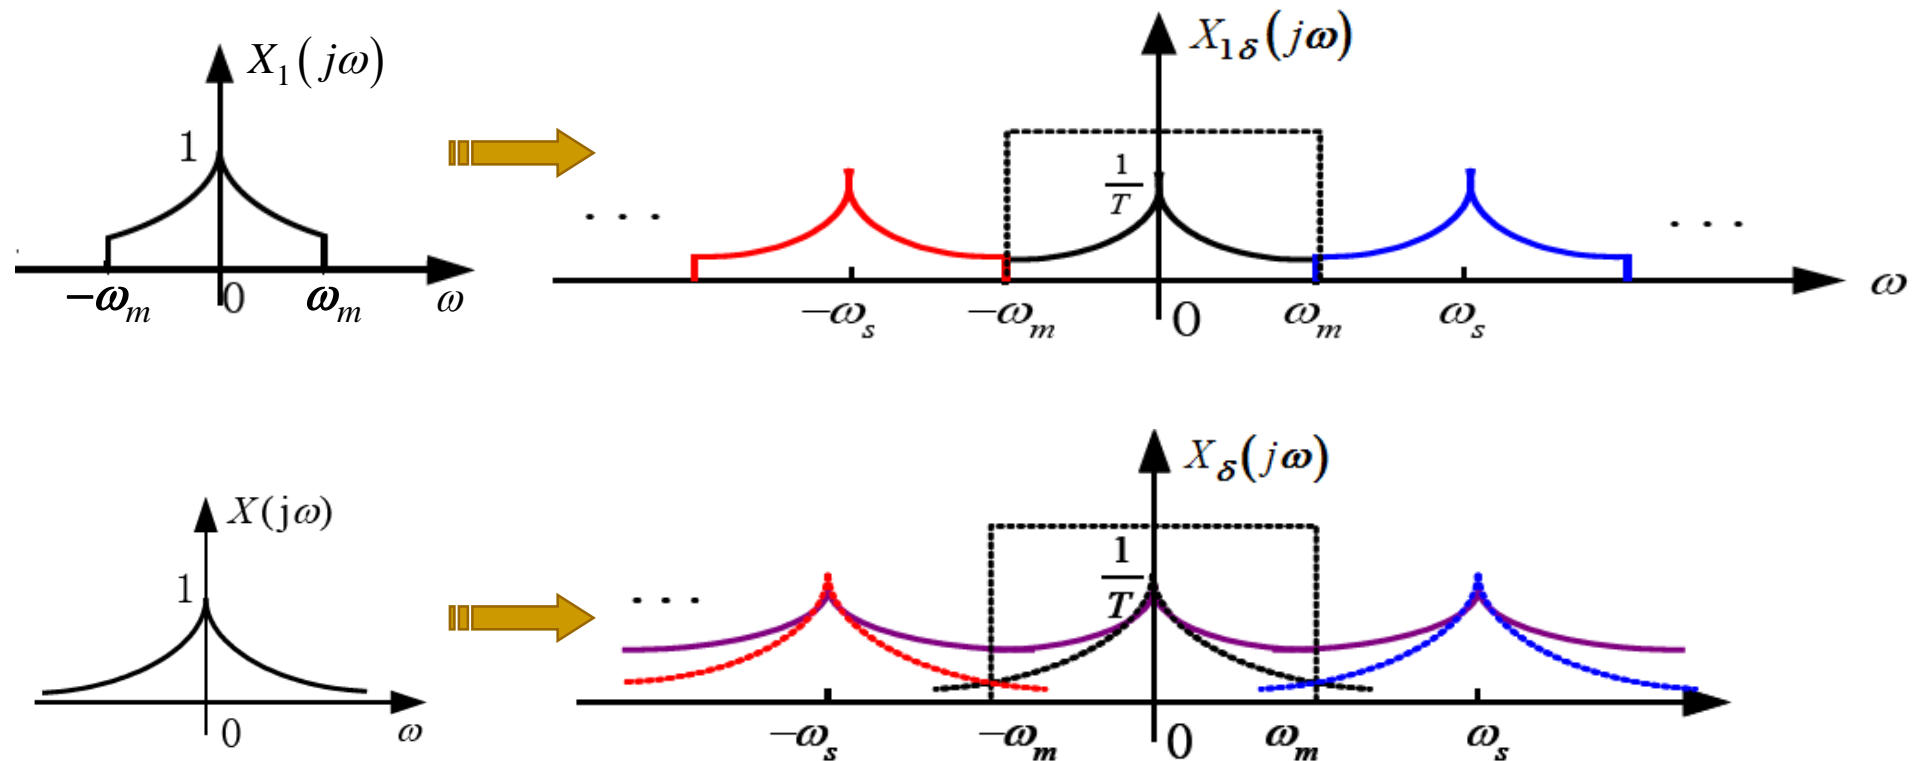 X₁(jω)
1
−ωₘ 0 ωₘ ω
X₁δ(jω)
1/T
· · ·
· · ·
−ωₛ −ωₘ 0 ωₘ ωₛ ω
X(jω)
1
0 ω
Xδ(jω)
1/T
· · ·
−ωₛ −ωₘ 0 ωₘ ωₛ